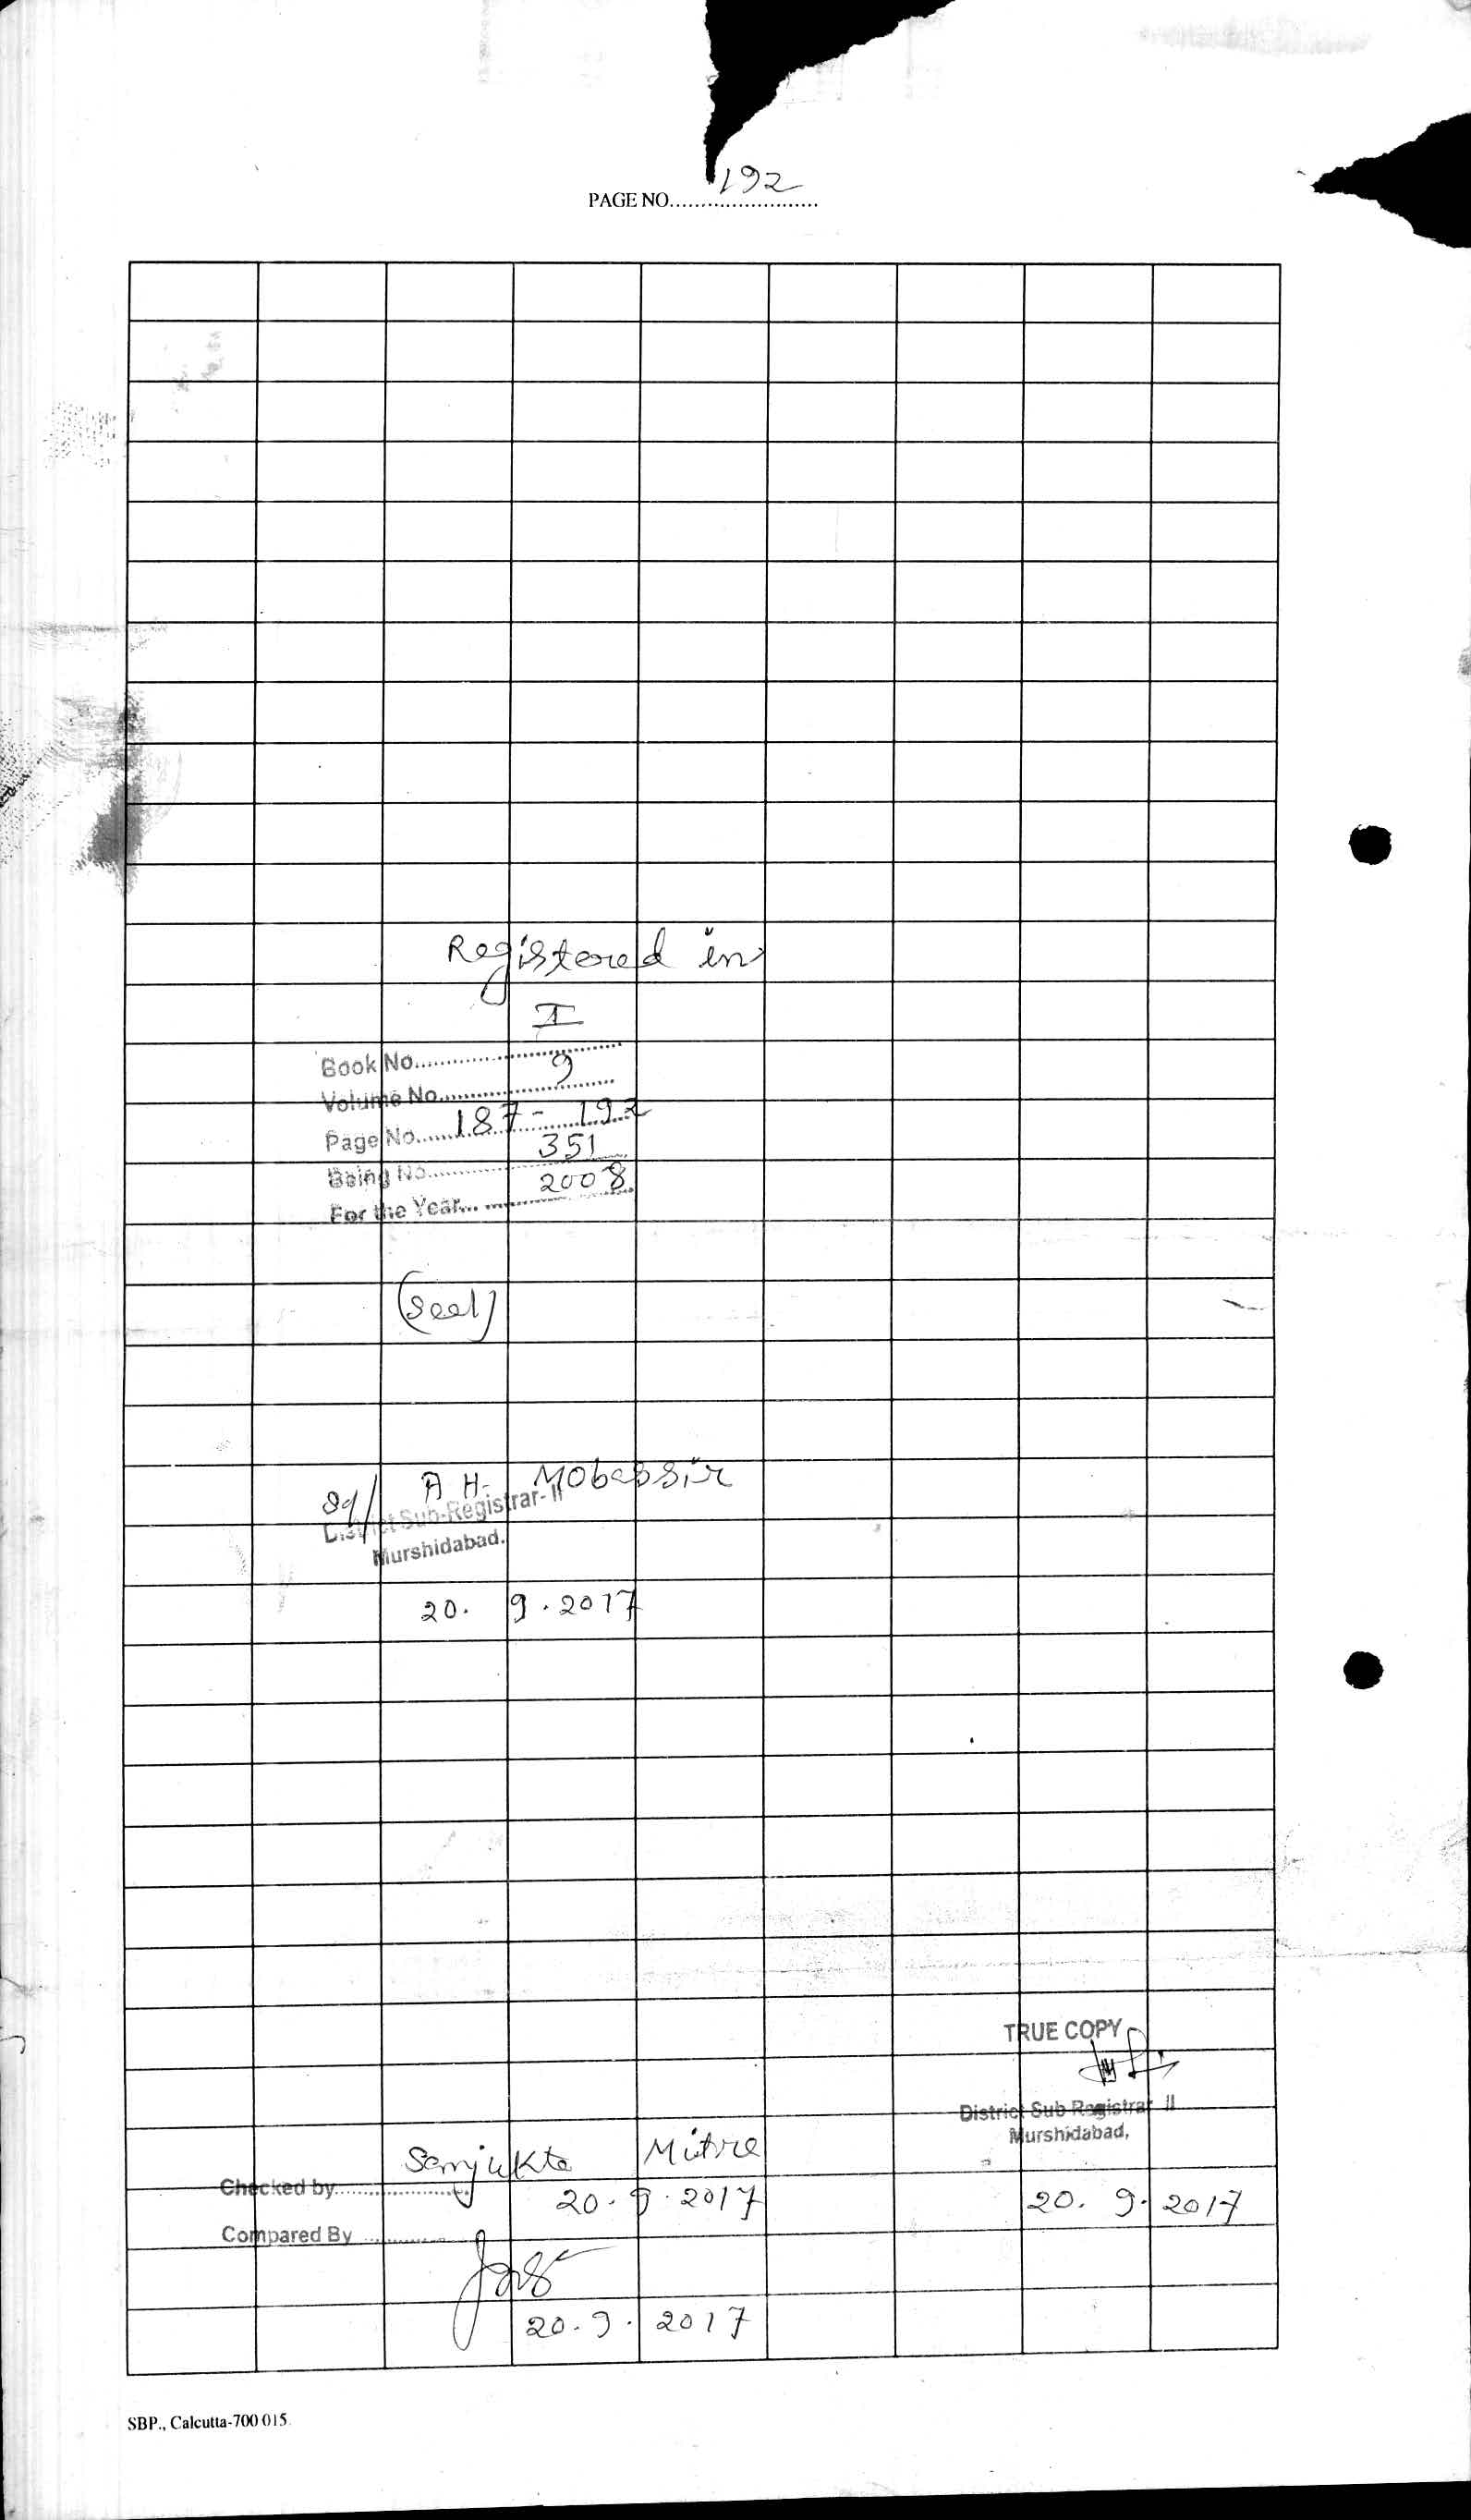 PAGE NO........................ 192
Registered in
Book No. I
Volume No. 9
Page No. 187 - 192
Being No. 351
For the Year 2008
(Seal)
Sd/ A H. Mobassir
District Sub-Registrar- II
Murshidabad.
20. 9. 2017
TRUE COPY
District Sub Registrar II
Murshidabad,
20. 9. 2017
Checked by Sanjukta Mitra
20. 9. 2017
Compared By
20. 9. 2017
SBP., Calcutta-700 015.